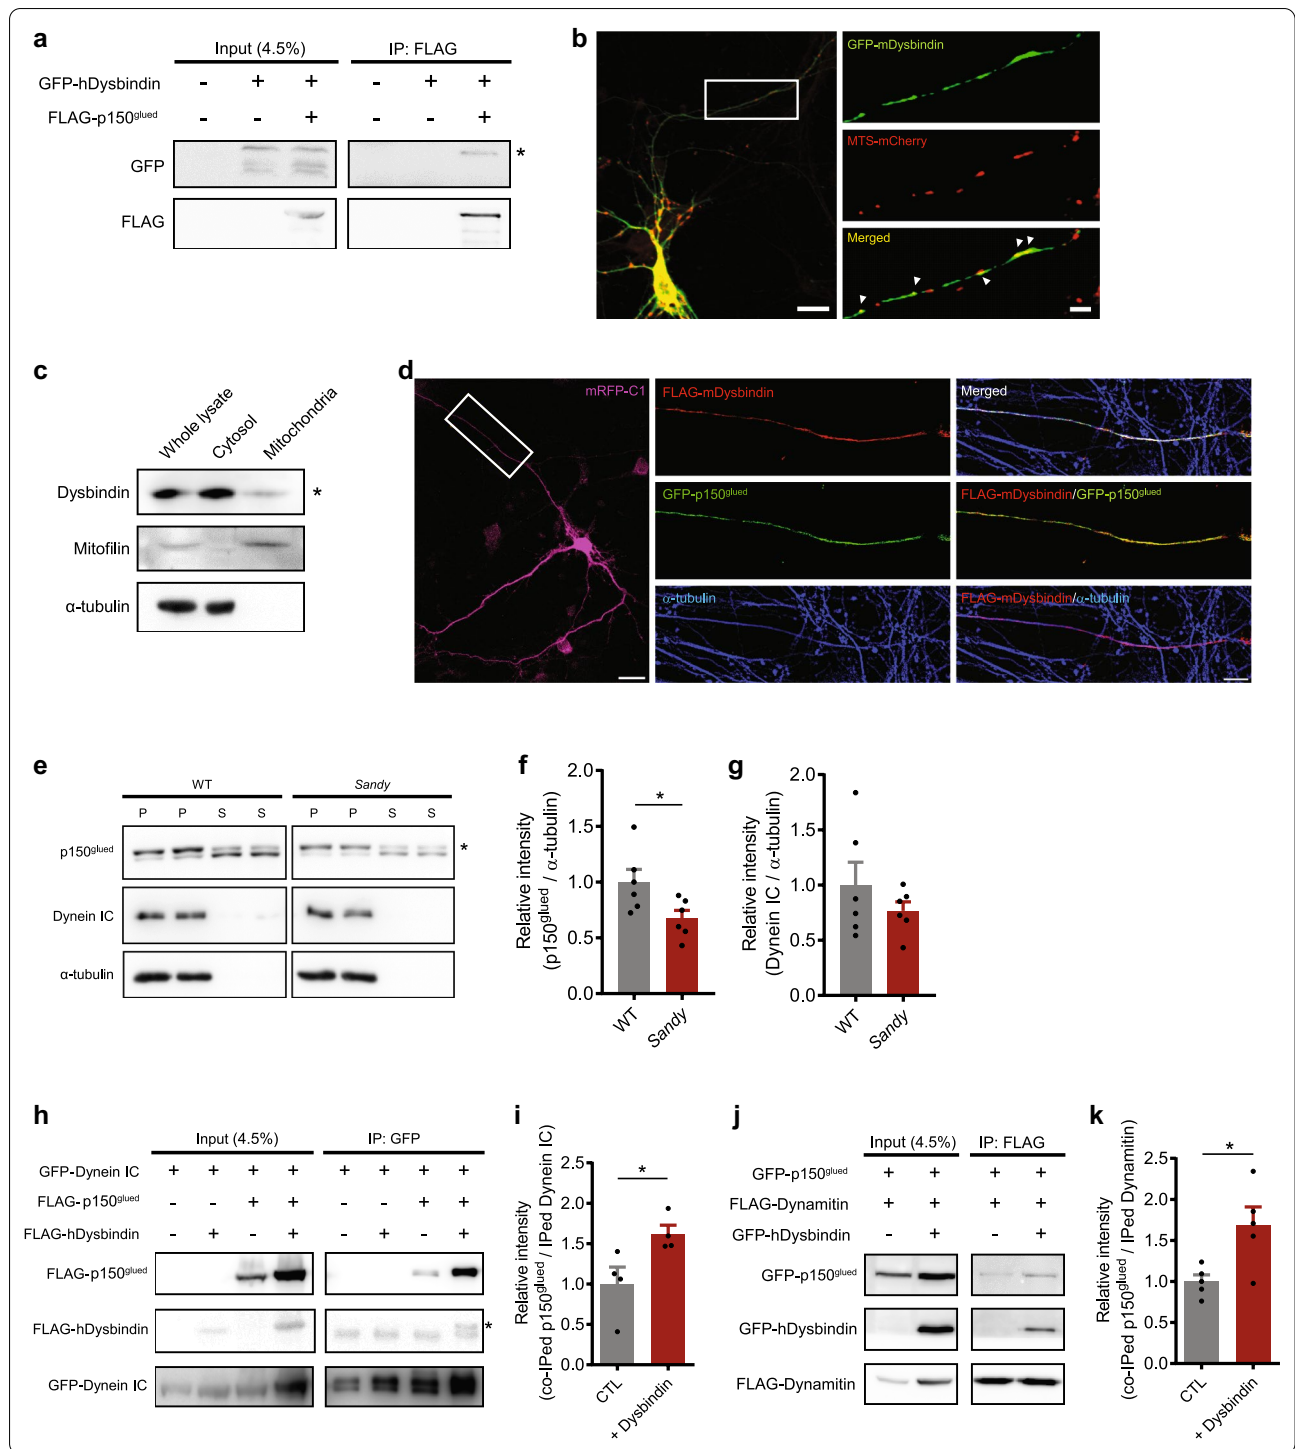 a
Input (4.5%) IP: FLAG
GFP-hDysbindin - + + - + +
FLAG-p150glued - - + - - +
GFP *
FLAG
b
GFP-mDysbindin
MTS-mCherry
Merged
c
Whole lysate Cytosol Mitochondria
Dysbindin *
Mitofilin
α-tubulin
d
mRFP-C1
FLAG-mDysbindin Merged
GFP-p150glued FLAG-mDysbindin/GFP-p150glued
α-tubulin FLAG-mDysbindin/α-tubulin
e
WT Sandy
P P S S P P S S
p150glued *
Dynein IC
α-tubulin
f
Relative intensity
(p150glued / α-tubulin)
2.0
1.5
1.0
0.5
0.0
*
WT Sandy
g
Relative intensity
(Dynein IC / α-tubulin)
2.0
1.5
1.0
0.5
0.0
WT Sandy
h
Input (4.5%) IP: GFP
GFP-Dynein IC + + + + + + + +
FLAG-p150glued - - + + - - + +
FLAG-hDysbindin - + - + - + - +
FLAG-p150glued
FLAG-hDysbindin *
GFP-Dynein IC
i
Relative intensity
(co-IPed p150glued / IPed Dynein IC)
2.5
2.0
1.5
1.0
0.5
0.0
*
CTL + Dysbindin
j
Input (4.5%) IP: FLAG
GFP-p150glued + + + +
FLAG-Dynamitin + + + +
GFP-hDysbindin - + - +
GFP-p150glued
GFP-hDysbindin
FLAG-Dynamitin
k
Relative intensity
(co-IPed p150glued / IPed Dynamitin)
2.5
2.0
1.5
1.0
0.5
0.0
*
CTL + Dysbindin